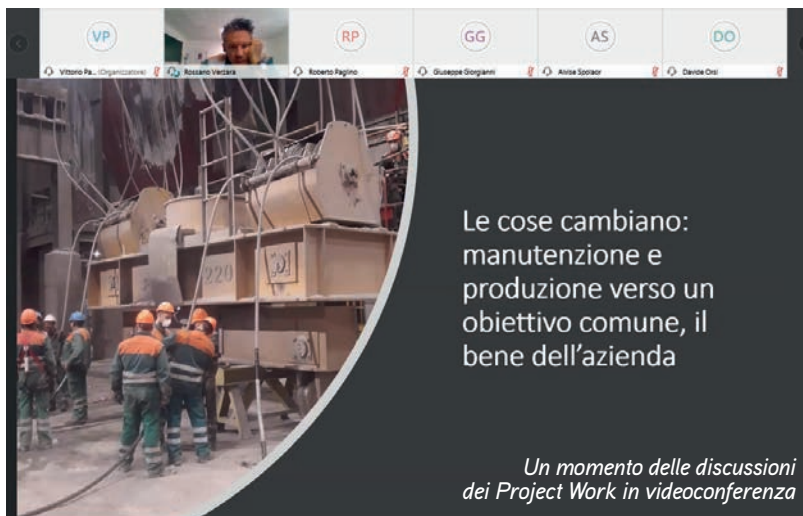 VP
RP
GG
AS
DO
Vittorio Pa... (Organizzatore)
Rossano Verzara
Roberto Paglino
Giuseppe Giorgianni
Alvise Spolaor
Davide Orsi
220
Le cose cambiano:
manutenzione e
produzione verso un
obiettivo comune, il
bene dell'azienda
Un momento delle discussioni
dei Project Work in videoconferenza